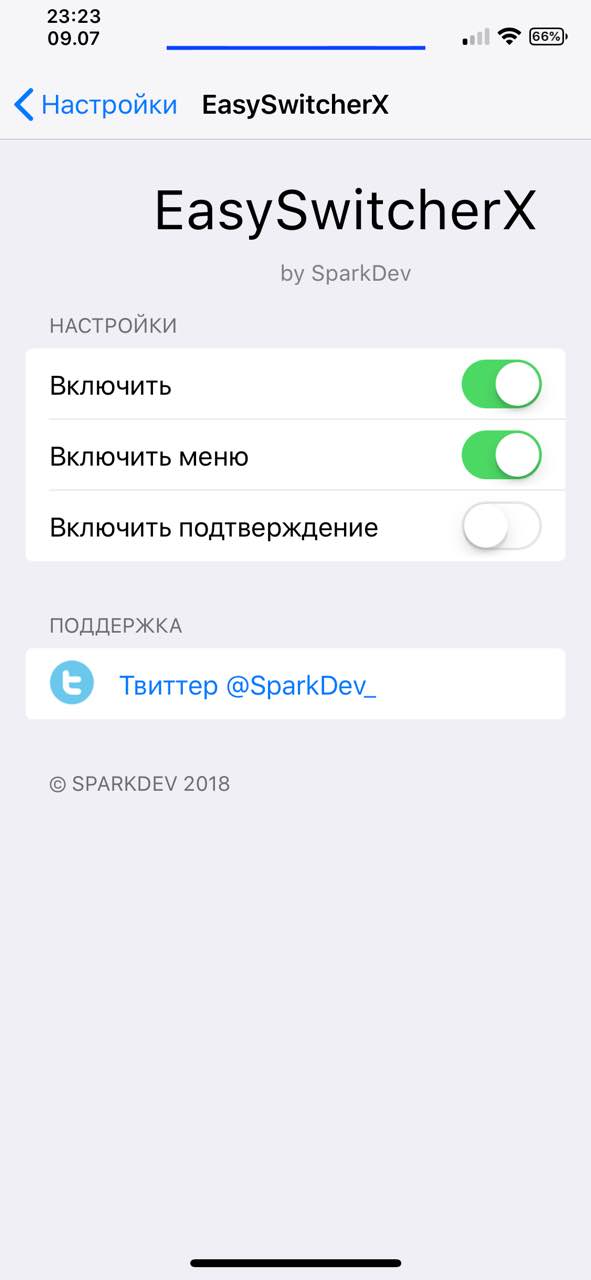 23:23
09.07
66%
Настройки EasySwitcherX
EasySwitcherX
by SparkDev
НАСТРОЙКИ
Включить
Включить меню
Включить подтверждение
ПОДДЕРЖКА
Твиттер @SparkDev_
© SPARKDEV 2018